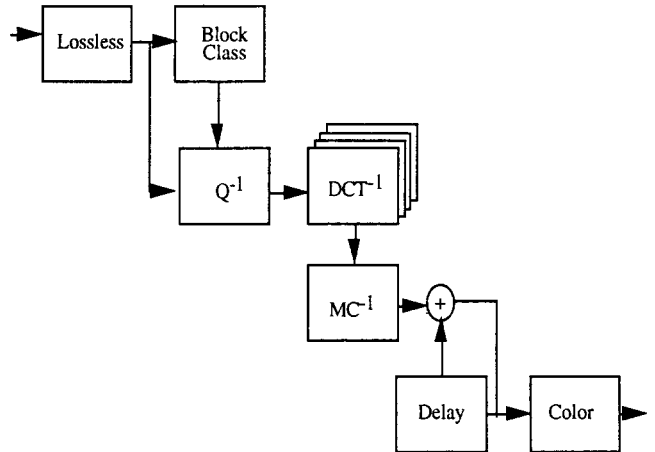 Lossless
Block
Class
Q⁻¹
DCT⁻¹
MC⁻¹
+
Delay
Color